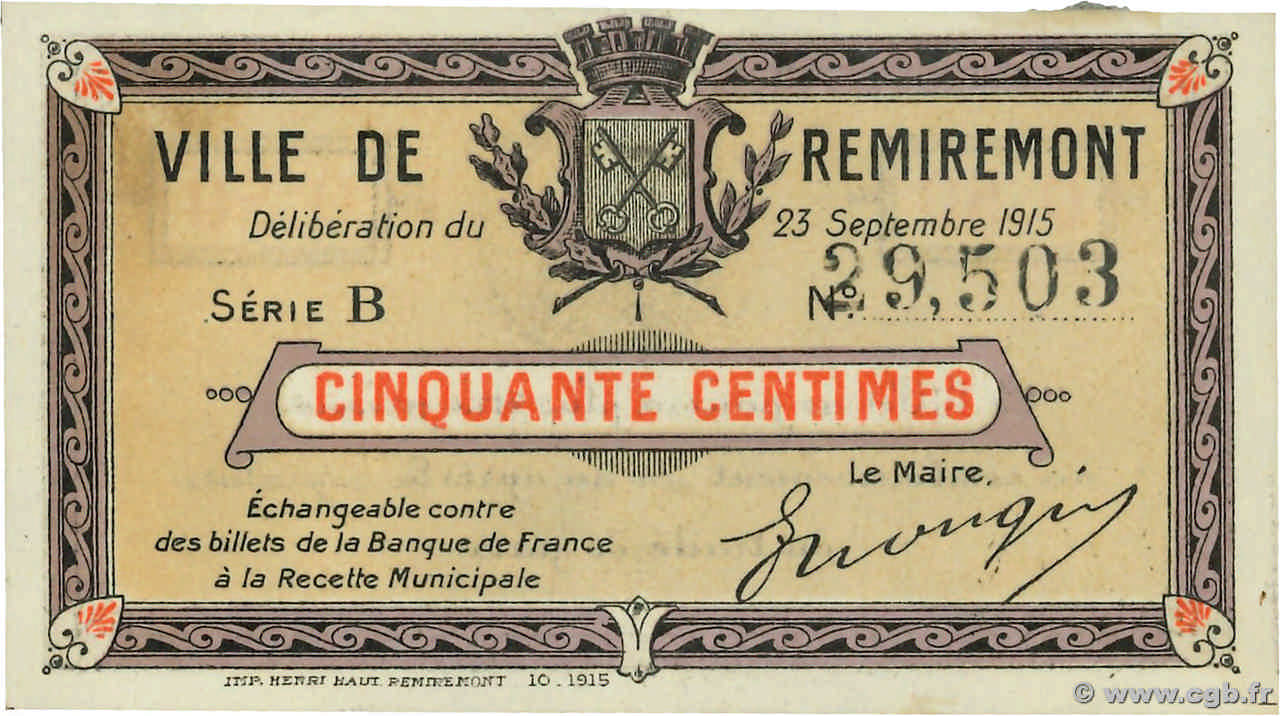 VILLE DE REMIREMONT
Délibération du 23 Septembre 1915
SÉRIE B Nº. 29,503
CINQUANTE CENTIMES
Le Maire,
Échangeable contre
des billets de la Banque de France
à la Recette Municipale
IMP. HENRI HAUT. REMIREMONT 10-1915
© www.cgb.fr